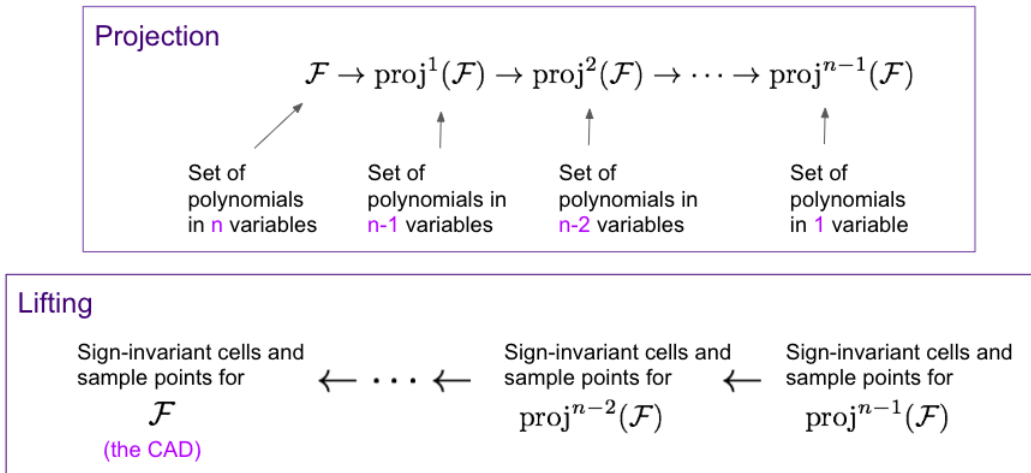 Projection
𝓕 → proj¹(𝓕) → proj²(𝓕) → ⋯ → projⁿ⁻¹(𝓕)
Set of
polynomials
in n variables
Set of
polynomials in
n-1 variables
Set of
polynomials in
n-2 variables
Set of
polynomials
in 1 variable
Lifting
Sign-invariant cells and
sample points for
𝓕
(the CAD)
← ⋯ ←
Sign-invariant cells and
sample points for
projⁿ⁻²(𝓕)
←
Sign-invariant cells and
sample points for
projⁿ⁻¹(𝓕)